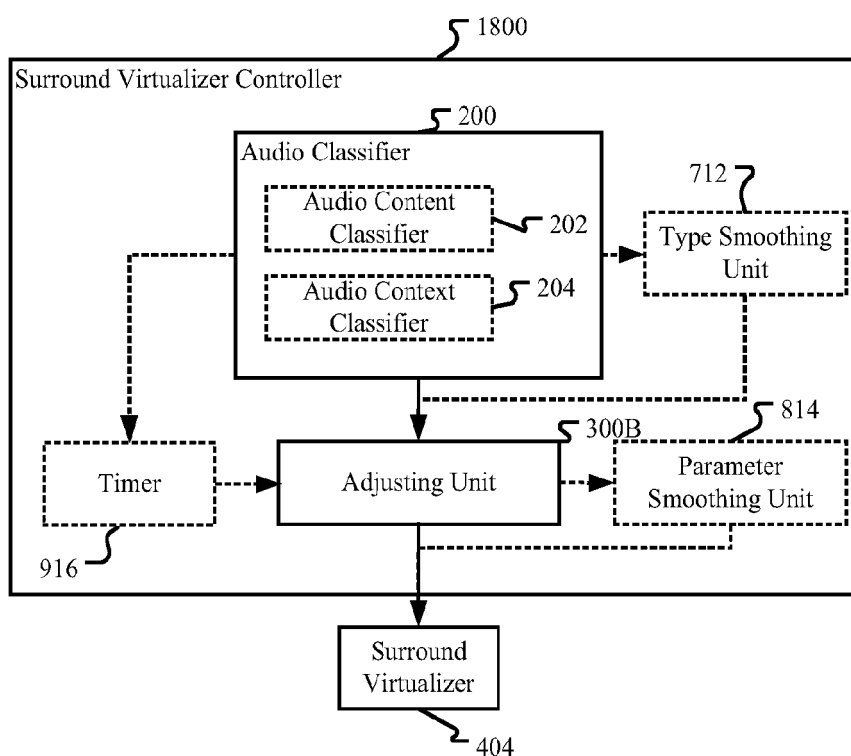 1800
Surround Virtualizer Controller
200
Audio Classifier
Audio Content
Classifier
202
Audio Context
Classifier
204
712
Type Smoothing
Unit
300B
814
Timer
Adjusting Unit
Parameter
Smoothing Unit
916
Surround
Virtualizer
404